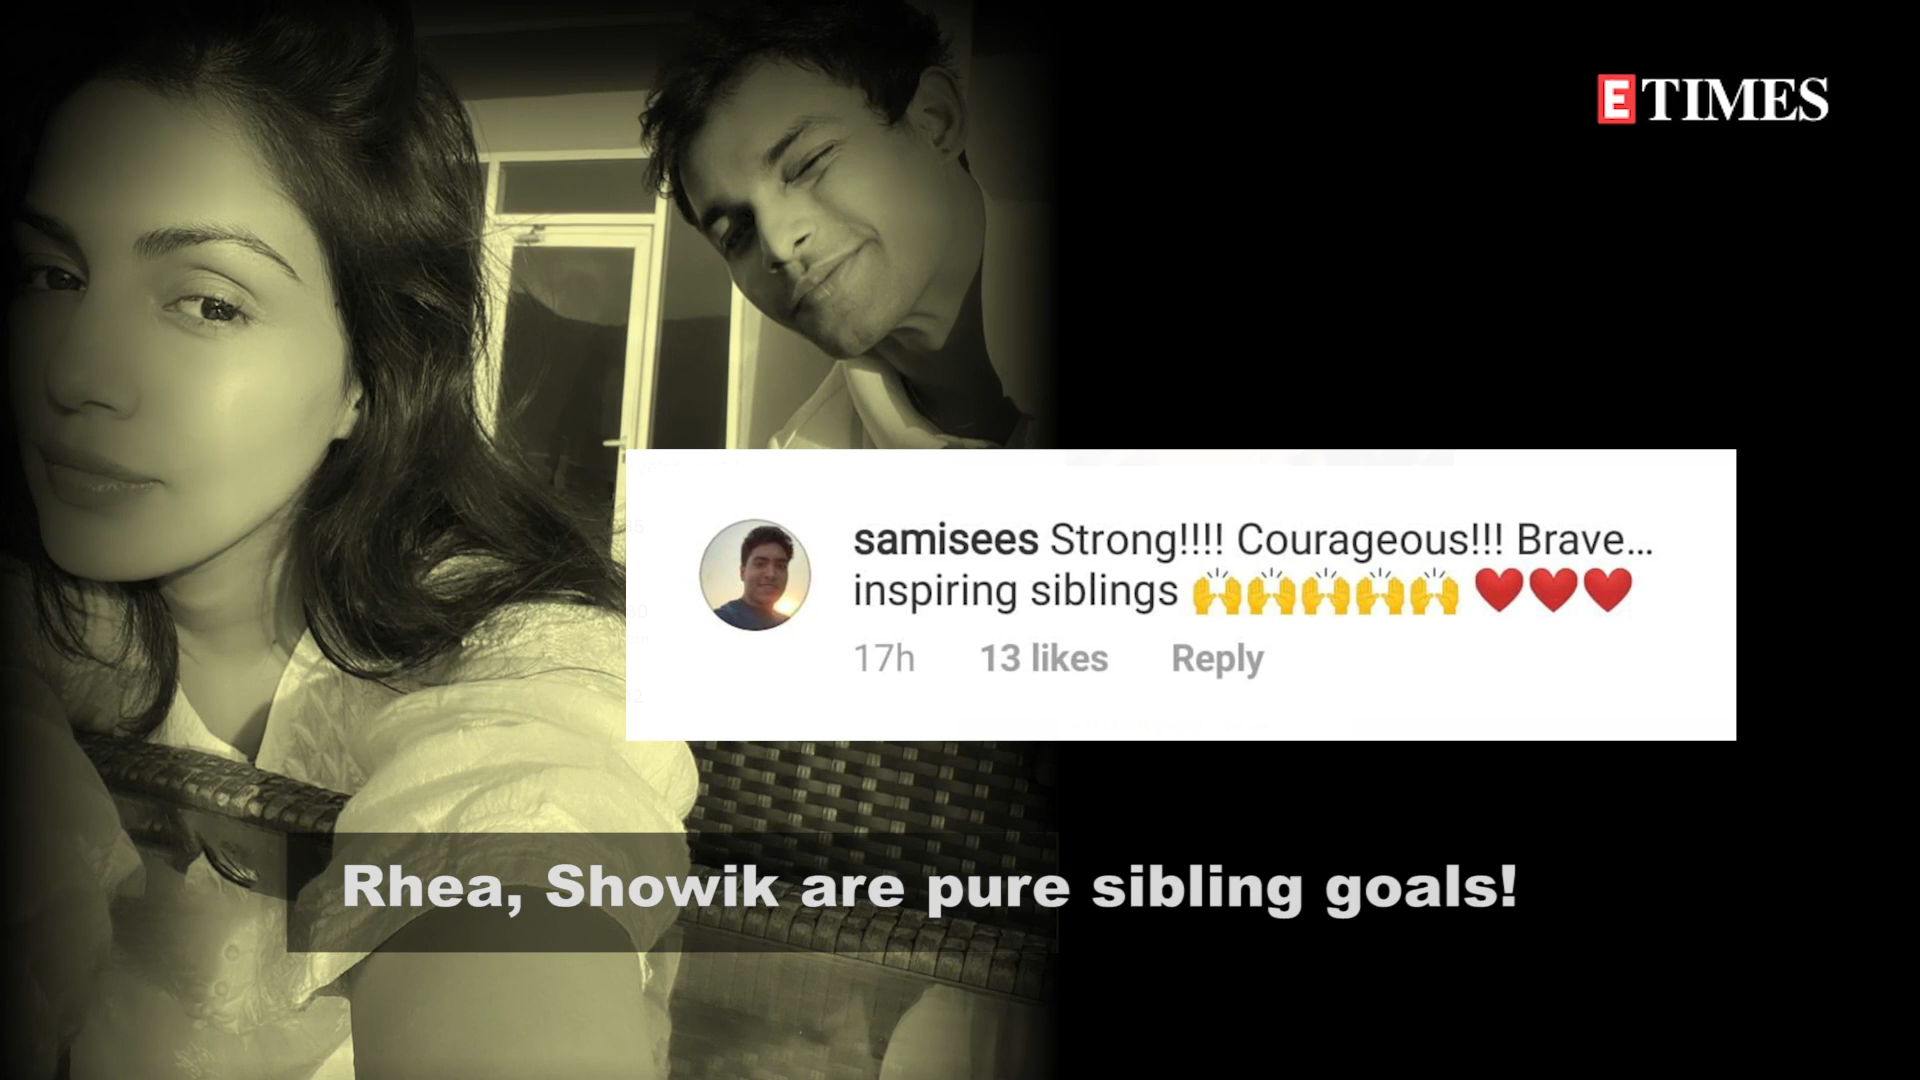 ETIMES
samisees Strong!!!! Courageous!!! Brave...
inspiring siblings 🙌🙌🙌🙌🙌 ❤️❤️❤️
17h 13 likes Reply
Rhea, Showik are pure sibling goals!